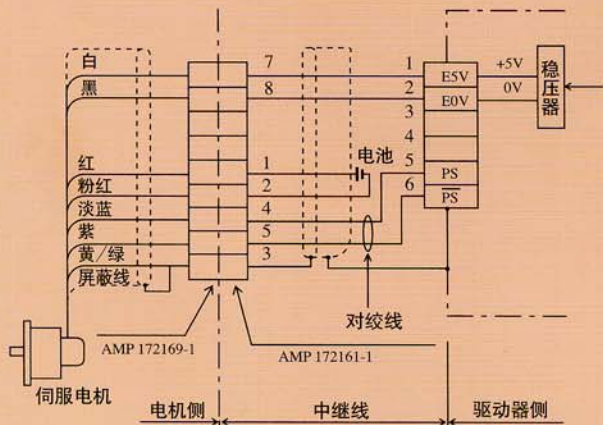 白 7 1 E5V +5V 稳压器
黑 8 2 E0V 0V
3
4
红 1 电池 5 PS
粉红 2 6 PS
淡蓝 4
紫 5
黄/绿 3
屏蔽线
对绞线
AMP 172169-1 AMP 172161-1
伺服电机
电机侧 中继线 驱动器侧